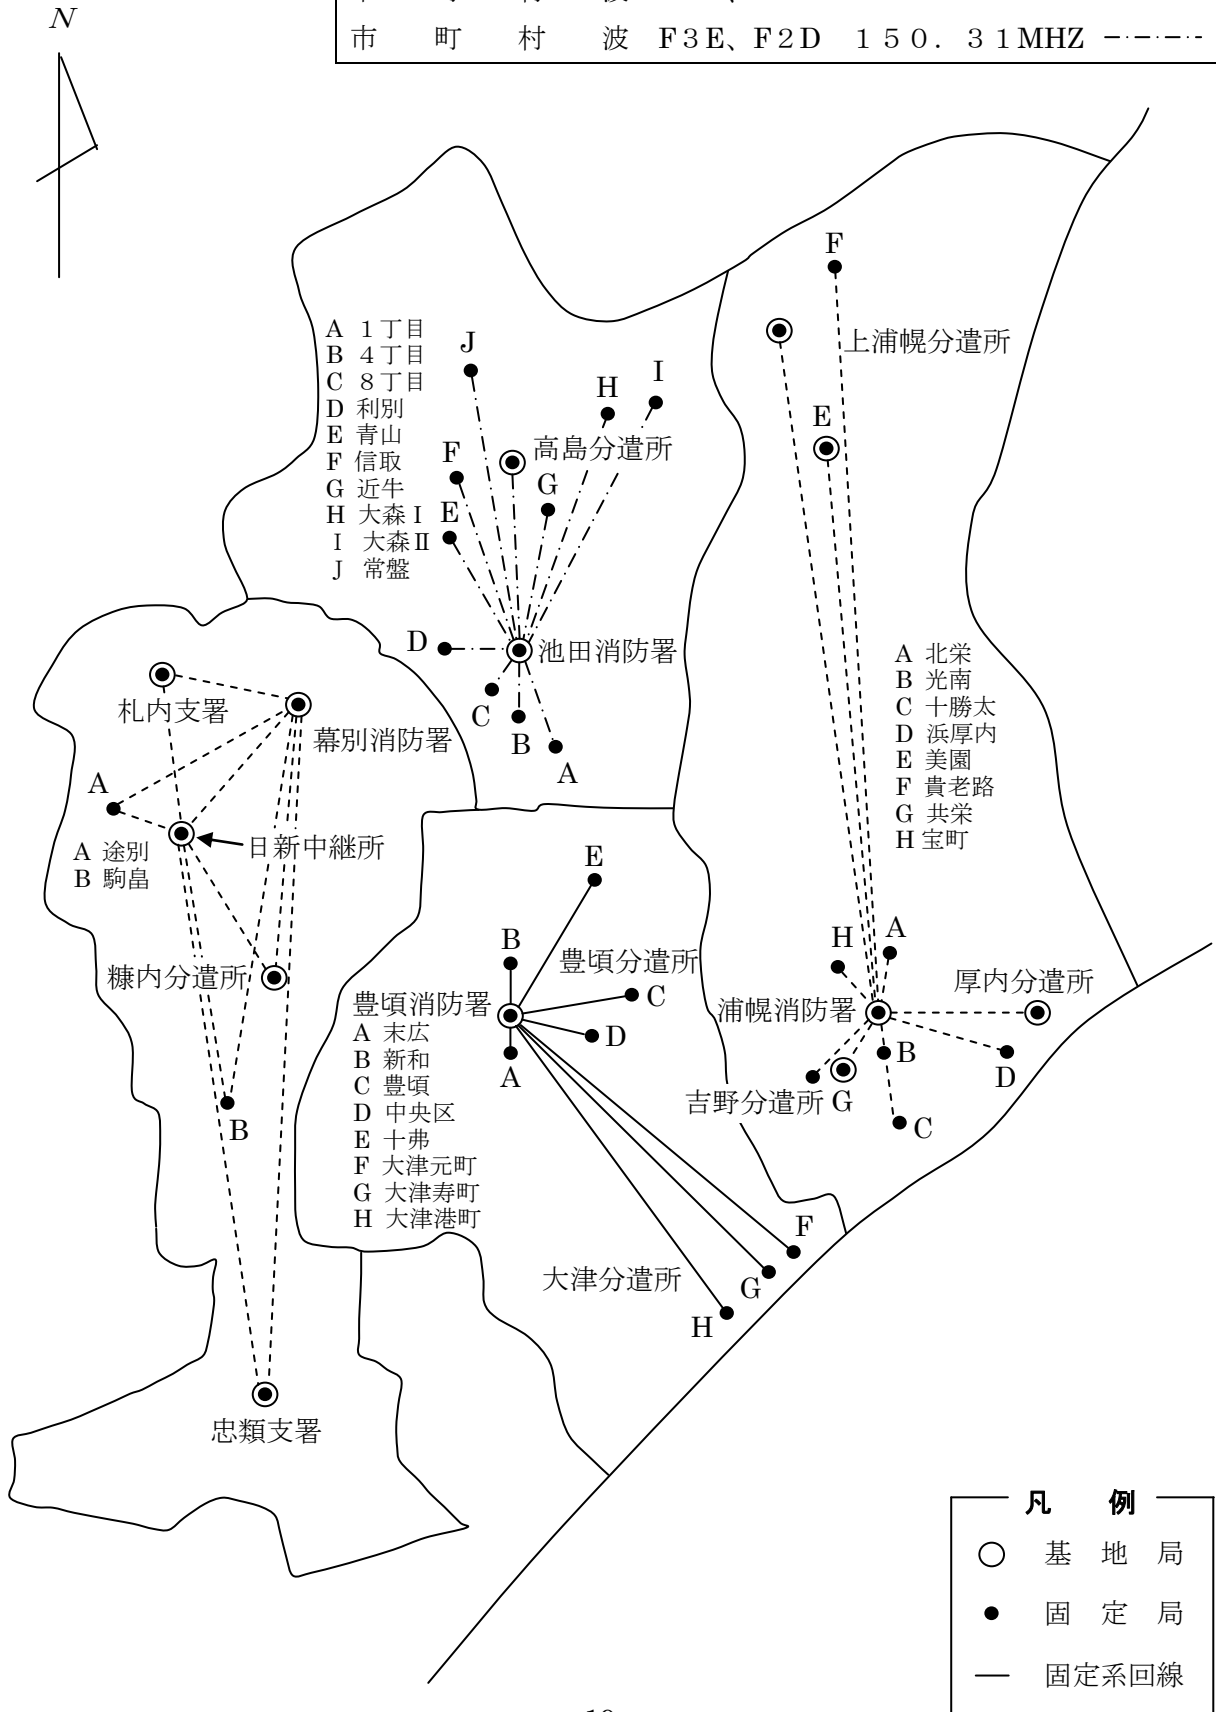 N
市 町 村 波 F3E、F2D 150.31MHZ
F
上浦幌分遣所
E
A 1丁目
B 4丁目
C 8丁目
D 利別
E 青山
F 信取
G 近牛
H 大森Ⅰ
I 大森Ⅱ
J 常盤
J
H
I
高島分遣所
F
G
E
D
池田消防署
C
B
A
A 北栄
B 光南
C 十勝太
D 浜厚内
E 美園
F 貴老路
G 共栄
H 宝町
札内支署
幕別消防署
A
日新中継所
A 途別
B 駒畠
糠内分遣所
B
忠類支署
E
B
豊頃分遣所
C
豊頃消防署
D
A
A 末広
B 新和
C 豊頃
D 中央区
E 十弗
F 大津元町
G 大津寿町
H 大津港町
F
大津分遣所
G
H
H
A
浦幌消防署
厚内分遣所
B
D
吉野分遣所
G
C
凡 例
基 地 局
固 定 局
固定系回線